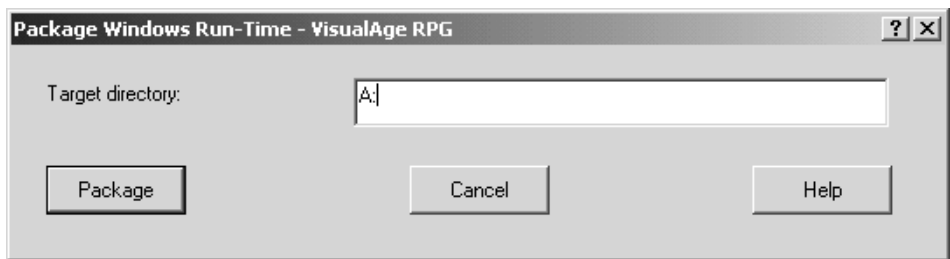 Package Windows Run-Time - VisualAge RPG
Target directory:
A:
Package
Cancel
Help